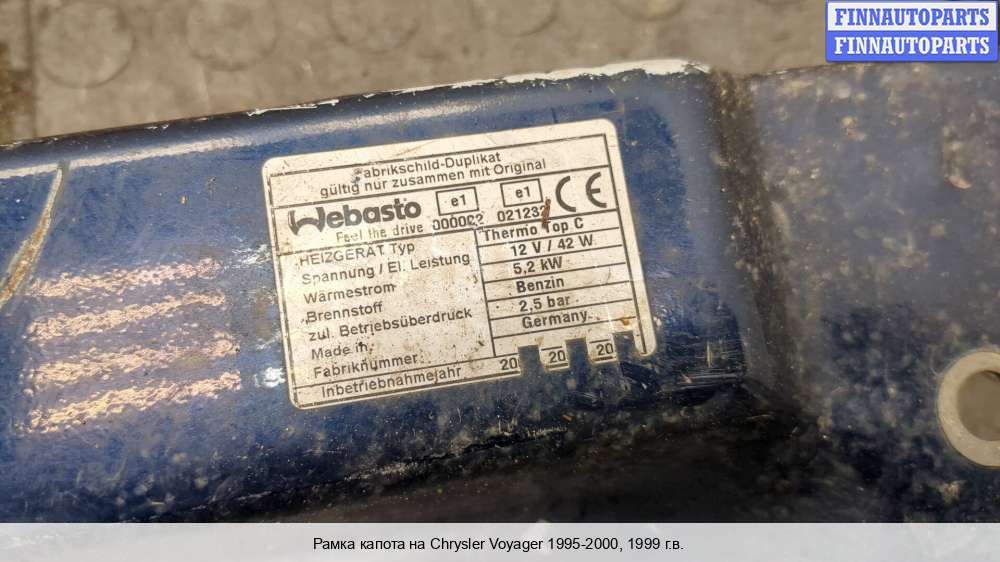 FINNAUTOPARTS
FINNAUTOPARTS
Fabrikschild-Duplikat
gültig nur zusammen mit Original
Webasto
Feel the drive
e1
000002
e1
CE
HEIZGERÄT Typ Thermo Top C
Spannung / El. Leistung 12 V / 42 W
Wärmestrom 5,2 kW
Brennstoff Benzin
zul. Betriebsüberdruck 2,5 bar
Made in: Germany
Fabriknummer:
Inbetriebnahmejahr 20 20 20
Рамка капота на Chrysler Voyager 1995-2000, 1999 г.в.